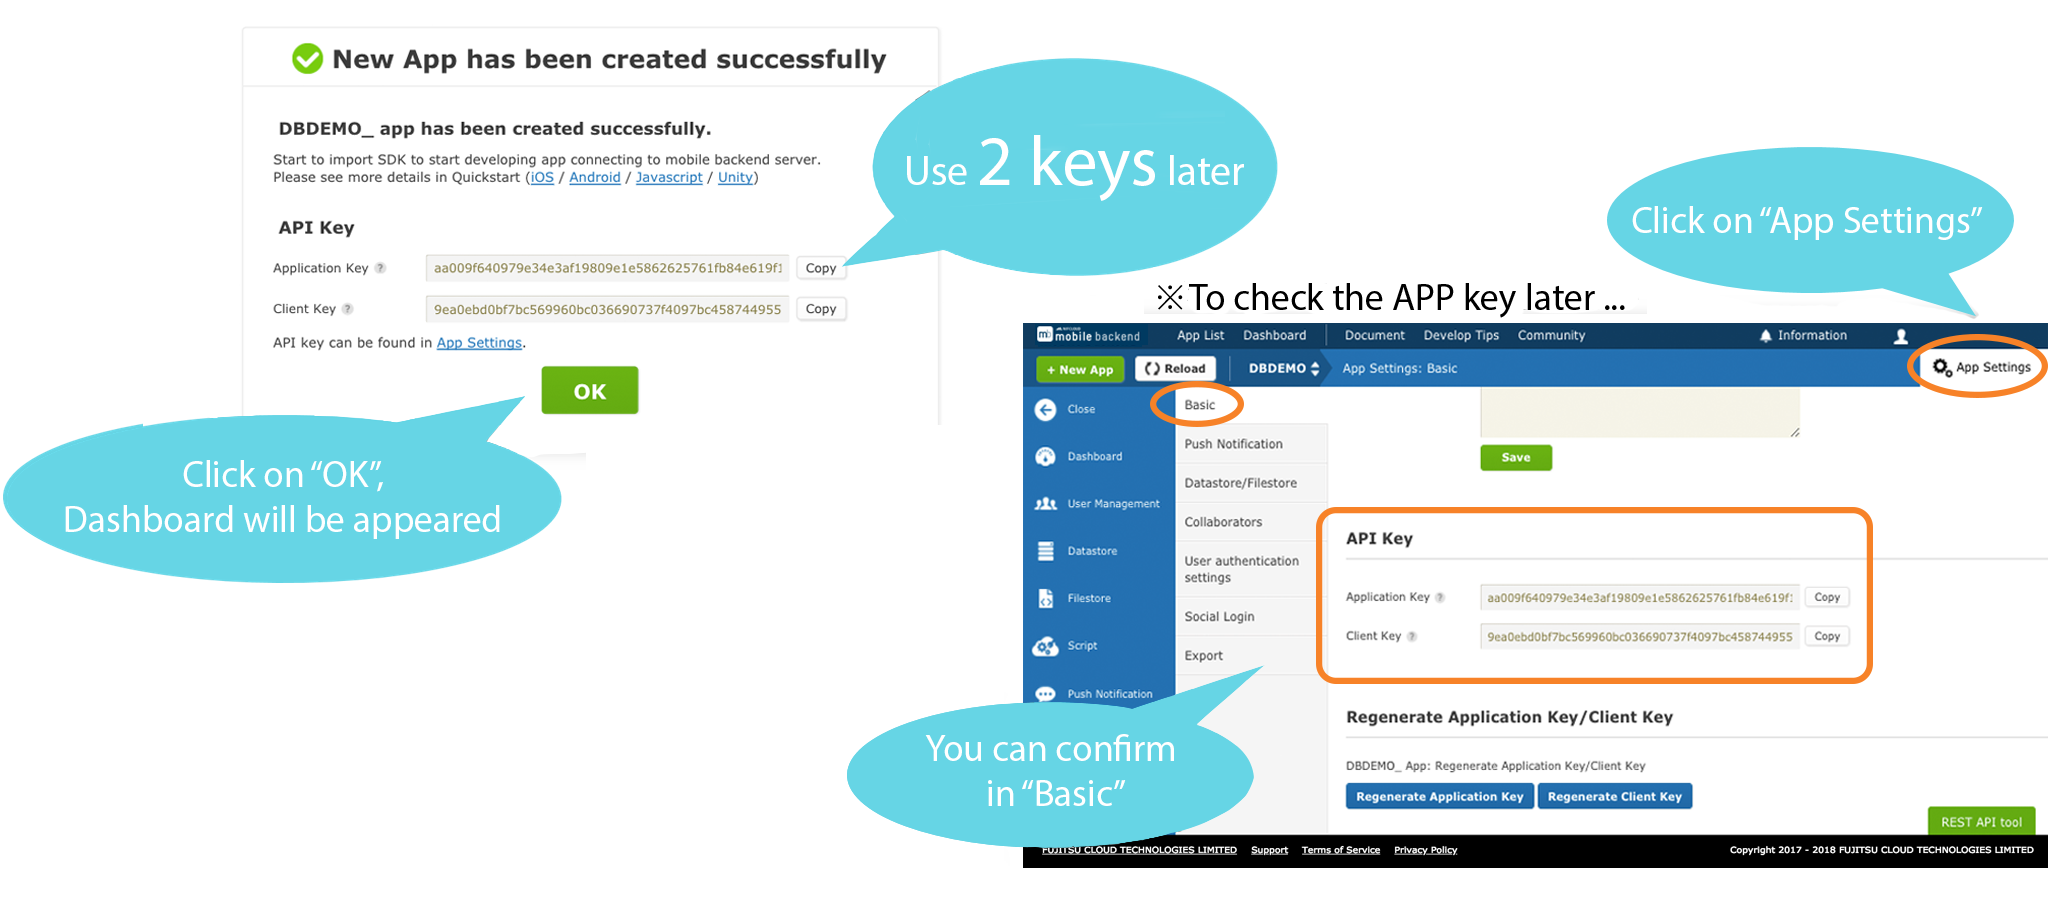 New App has been created successfully
DBDEMO_ app has been created successfully.
Start to import SDK to start developing app connecting to mobile backend server.
Please see more details in Quickstart (iOS / Android / Javascript / Unity)
API Key
Application Key ? aa009f640979e34e3af19809e1e5862625761fb84e619f1 Copy
Client Key ? 9ea0ebd0bf7bc569960bc036690737f4097bc458744955 Copy
API key can be found in App Settings.
OK
Use 2 keys later
Click on “OK”,
Dashboard will be appeared
Click on “App Settings”
※To check the APP key later ...
mobile backend App List Dashboard Document Develop Tips Community Information
+ New App Reload DBDEMO App Settings: Basic App Settings
Close
Dashboard
User Management
Datastore
Filestore
Script
Push Notification
Basic
Push Notification
Datastore/Filestore
Collaborators
User authentication
settings
Social Login
Export
Save
API Key
Application Key ? aa009f640979e34e3af19809e1e5862625761fb84e619f1 Copy
Client Key ? 9ea0ebd0bf7bc569960bc036690737f4097bc458744955 Copy
Regenerate Application Key/Client Key
DBDEMO_ App: Regenerate Application Key/Client Key
Regenerate Application Key Regenerate Client Key
REST API tool
You can confirm
in “Basic”
FUJITSU CLOUD TECHNOLOGIES LIMITED Support Terms of Service Privacy Policy Copyright 2017 - 2018 FUJITSU CLOUD TECHNOLOGIES LIMITED